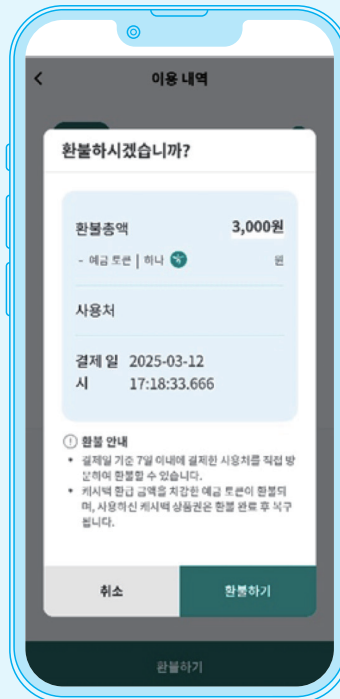 이용 내역
환불하시겠습니까?
환불총액 3,000원
- 예금 토큰 | 하나 원
사용처
결제 일 2025-03-12
시 17:18:33.666
환불 안내
• 결제일 기준 7일 이내에 결제한 사용처를 직접 방
문하여 환불할 수 있습니다.
• 캐시백 환급 금액을 차감한 예금 토큰이 환불되
며, 사용하신 캐시백 상품권은 환불 완료 후 복구
됩니다.
취소 환불하기
환불하기